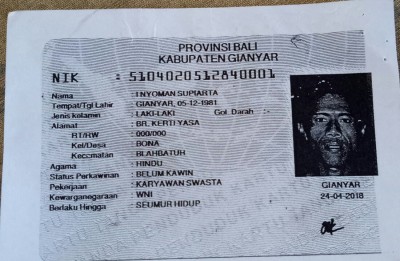 PROVINSI BALI
KABUPATEN GIANYAR
NIK : 5104020512840001
Nama : I NYOMAN SUPIARTA
Tempat/Tgl Lahir : GIANYAR, 05-12-1981
Jenis kelamin : LAKI-LAKI Gol. Darah : -
Alamat : BR. KERTI YASA
RT/RW : 000/000
Kel/Desa : BONA
Kecamatan : BLAHBATUH
Agama : HINDU
Status Perkawinan : BELUM KAWIN
Pekerjaan : KARYAWAN SWASTA
Kewarganegaraan : WNI
Berlaku Hingga : SEUMUR HIDUP
GIANYAR
24-04-2018